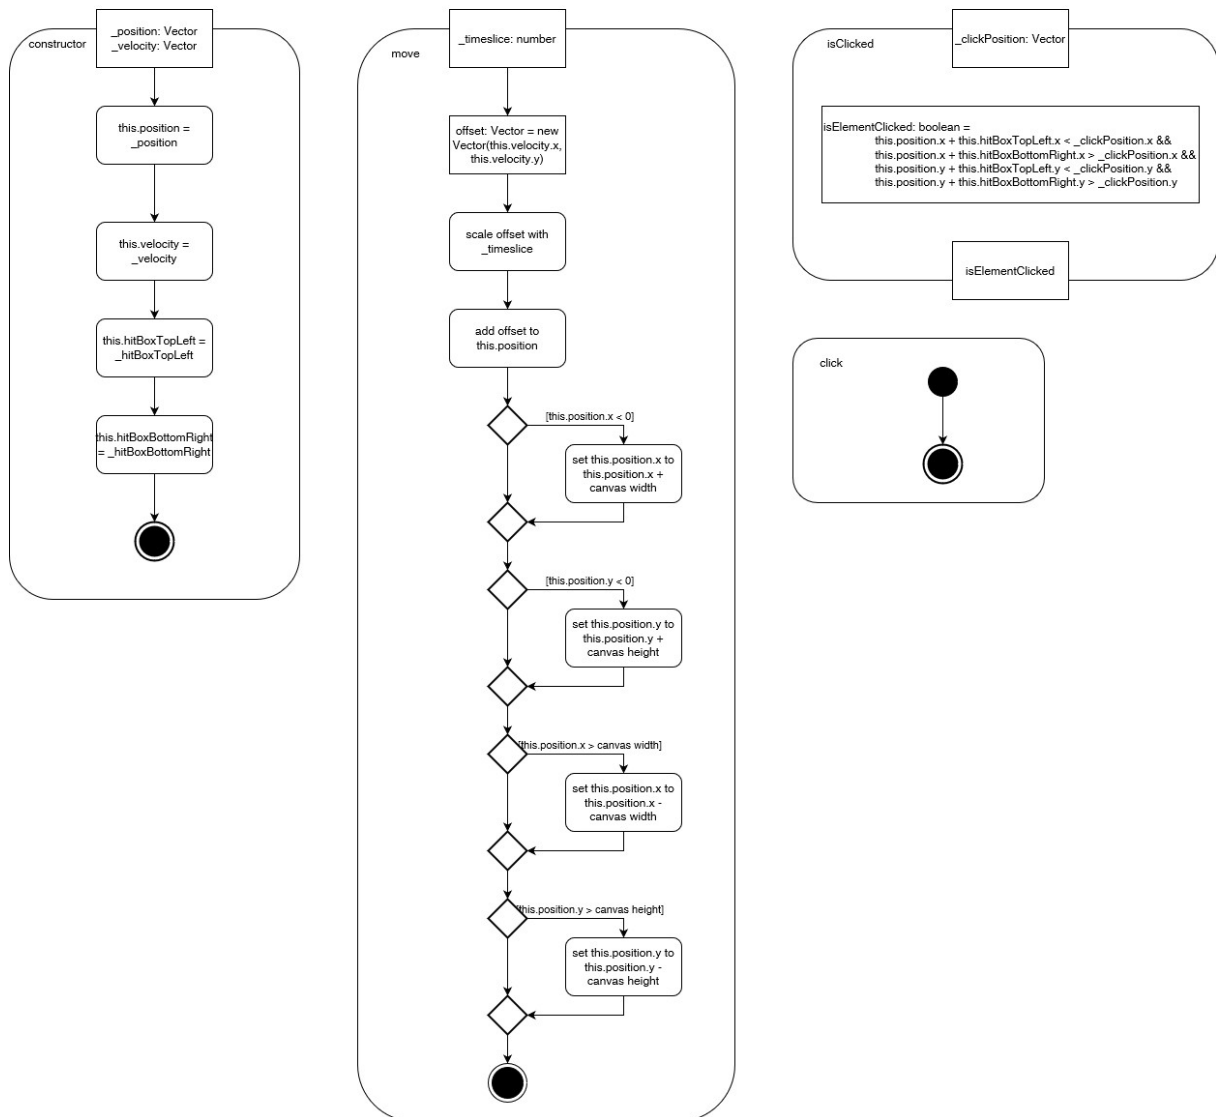 constructor
_position: Vector
_velocity: Vector
this.position =
_position
this.velocity =
_velocity
this.hitBoxTopLeft =
_hitBoxTopLeft
this.hitBoxBottomRight
= _hitBoxBottomRight
move
_timeslice: number
offset: Vector = new
Vector(this.velocity.x,
this.velocity.y)
scale offset with
_timeslice
add offset to
this.position
[this.position.x < 0]
set this.position.x to
this.position.x +
canvas width
[this.position.y < 0]
set this.position.y to
this.position.y +
canvas height
[this.position.x > canvas width]
set this.position.x to
this.position.x -
canvas width
[this.position.y > canvas height]
set this.position.y to
this.position.y -
canvas height
isClicked
_clickPosition: Vector
isElementClicked: boolean =
this.position.x + this.hitBoxTopLeft.x < _clickPosition.x &&
this.position.x + this.hitBoxBottomRight.x > _clickPosition.x &&
this.position.y + this.hitBoxTopLeft.y < _clickPosition.y &&
this.position.y + this.hitBoxBottomRight.y > _clickPosition.y
isElementClicked
click